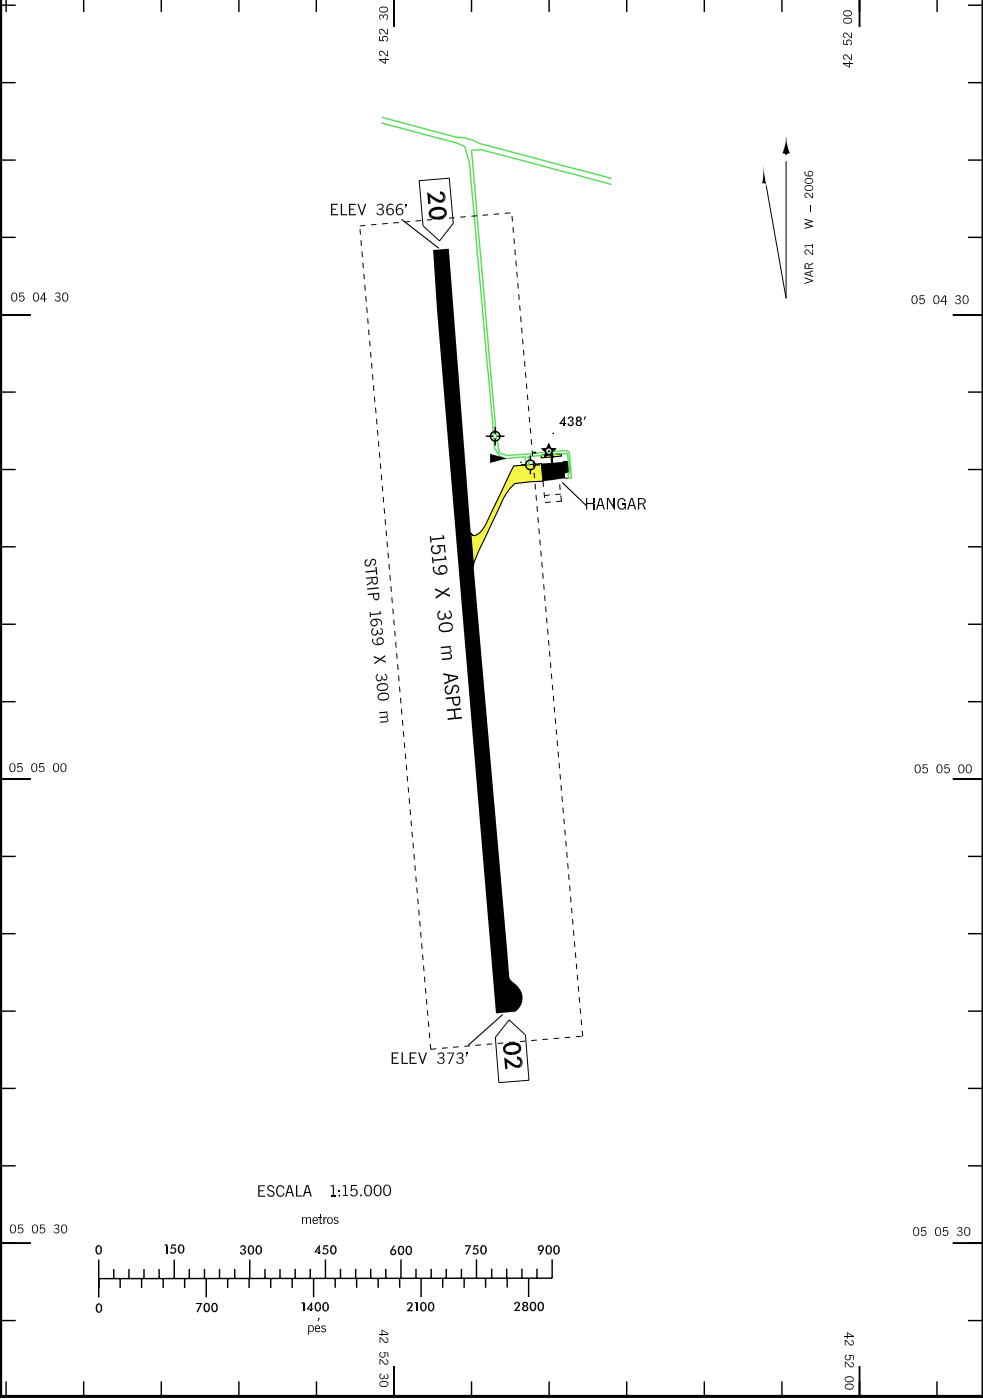 42 52 30
42 52 00
VAR 21 W – 2006
20
ELEV 366'
05 04 30
05 04 30
438'
HANGAR
1519 X 30 m ASPH
STRIP 1639 X 300 m
05 05 00
05 05 00
ELEV 373'
02
ESCALA 1:15.000
metros
05 05 30
05 05 30
0 150 300 450 600 750 900
0 700 1400 2100 2800
pés
42 52 30
42 52 00